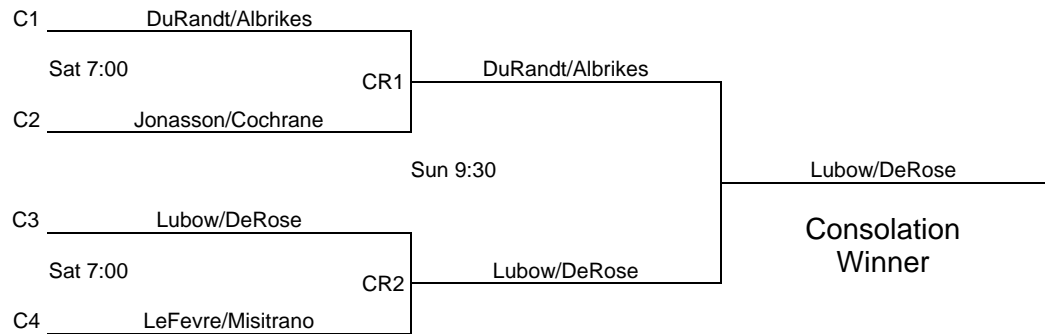 C1 DuRandt/Albrikes
Sat 7:00
CR1 DuRandt/Albrikes
C2 Jonasson/Cochrane
Sun 9:30
Lubow/DeRose
C3 Lubow/DeRose
Consolation
Winner
Sat 7:00
CR2 Lubow/DeRose
C4 LeFevre/Misitrano